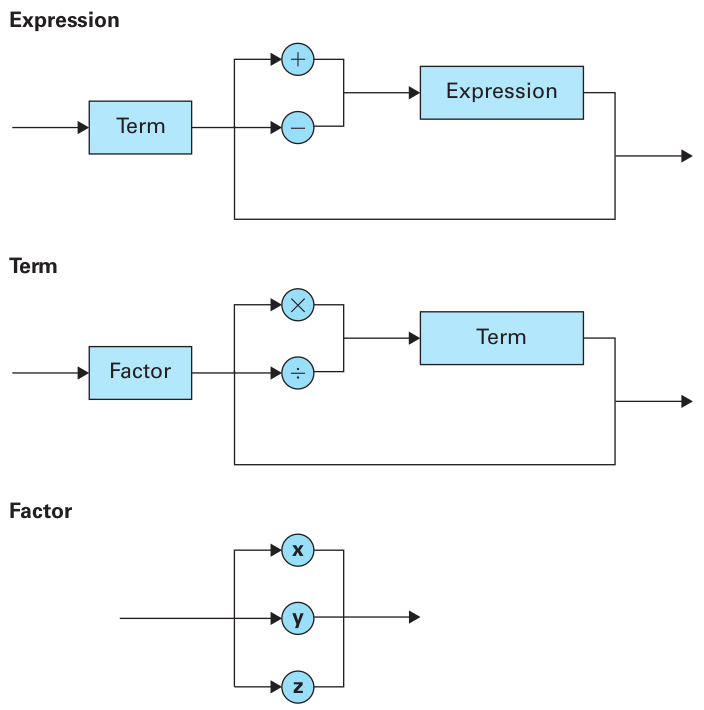 Expression
+
Term
−
Expression
Term
×
Factor
÷
Term
Factor
x
y
z